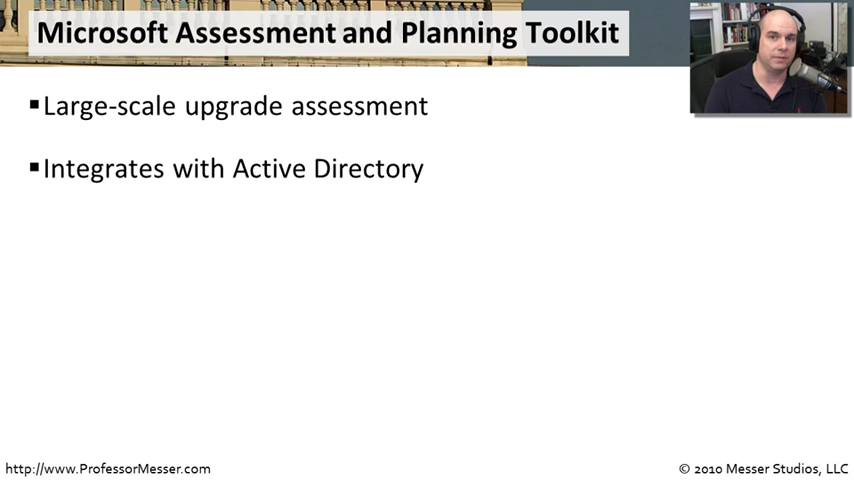 Microsoft Assessment and Planning Toolkit
▪Large-scale upgrade assessment
▪Integrates with Active Directory
http://www.ProfessorMesser.com
© 2010 Messer Studios, LLC